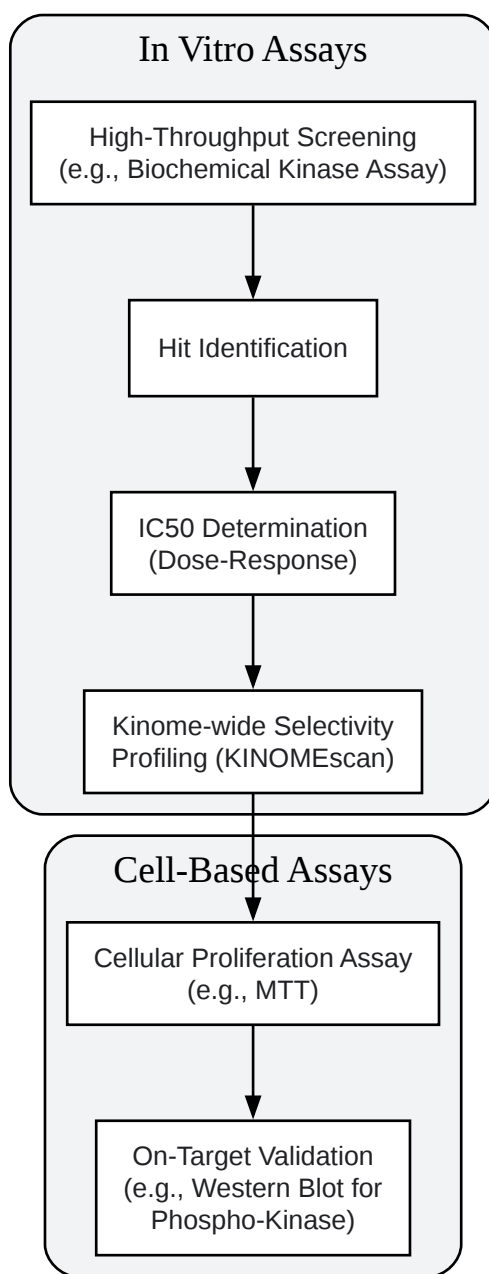 In Vitro Assays
High-Throughput Screening
(e.g., Biochemical Kinase Assay)
Hit Identification
IC50 Determination
(Dose-Response)
Kinome-wide Selectivity
Profiling (KINOMEscan)
Cell-Based Assays
Cellular Proliferation Assay
(e.g., MTT)
On-Target Validation
(e.g., Western Blot for
Phospho-Kinase)